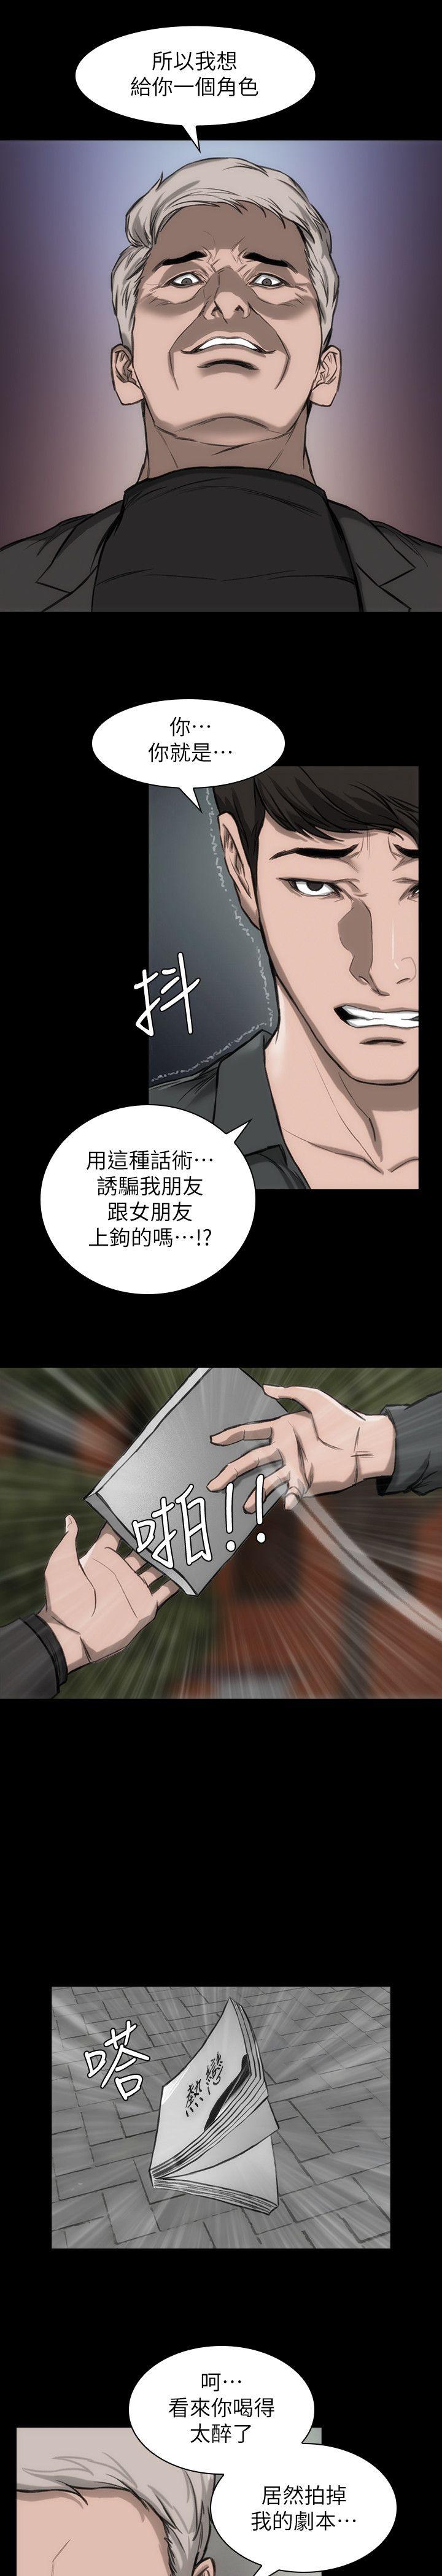 所以我想
給你一個角色
你…
你就是…
抖
用這種話術…
誘騙我朋友
跟女朋友
上鉤的嗎…!?
啪!!
嗒
熱戀
呵…
看來你喝得
太醉了
居然拍掉
我的劇本…